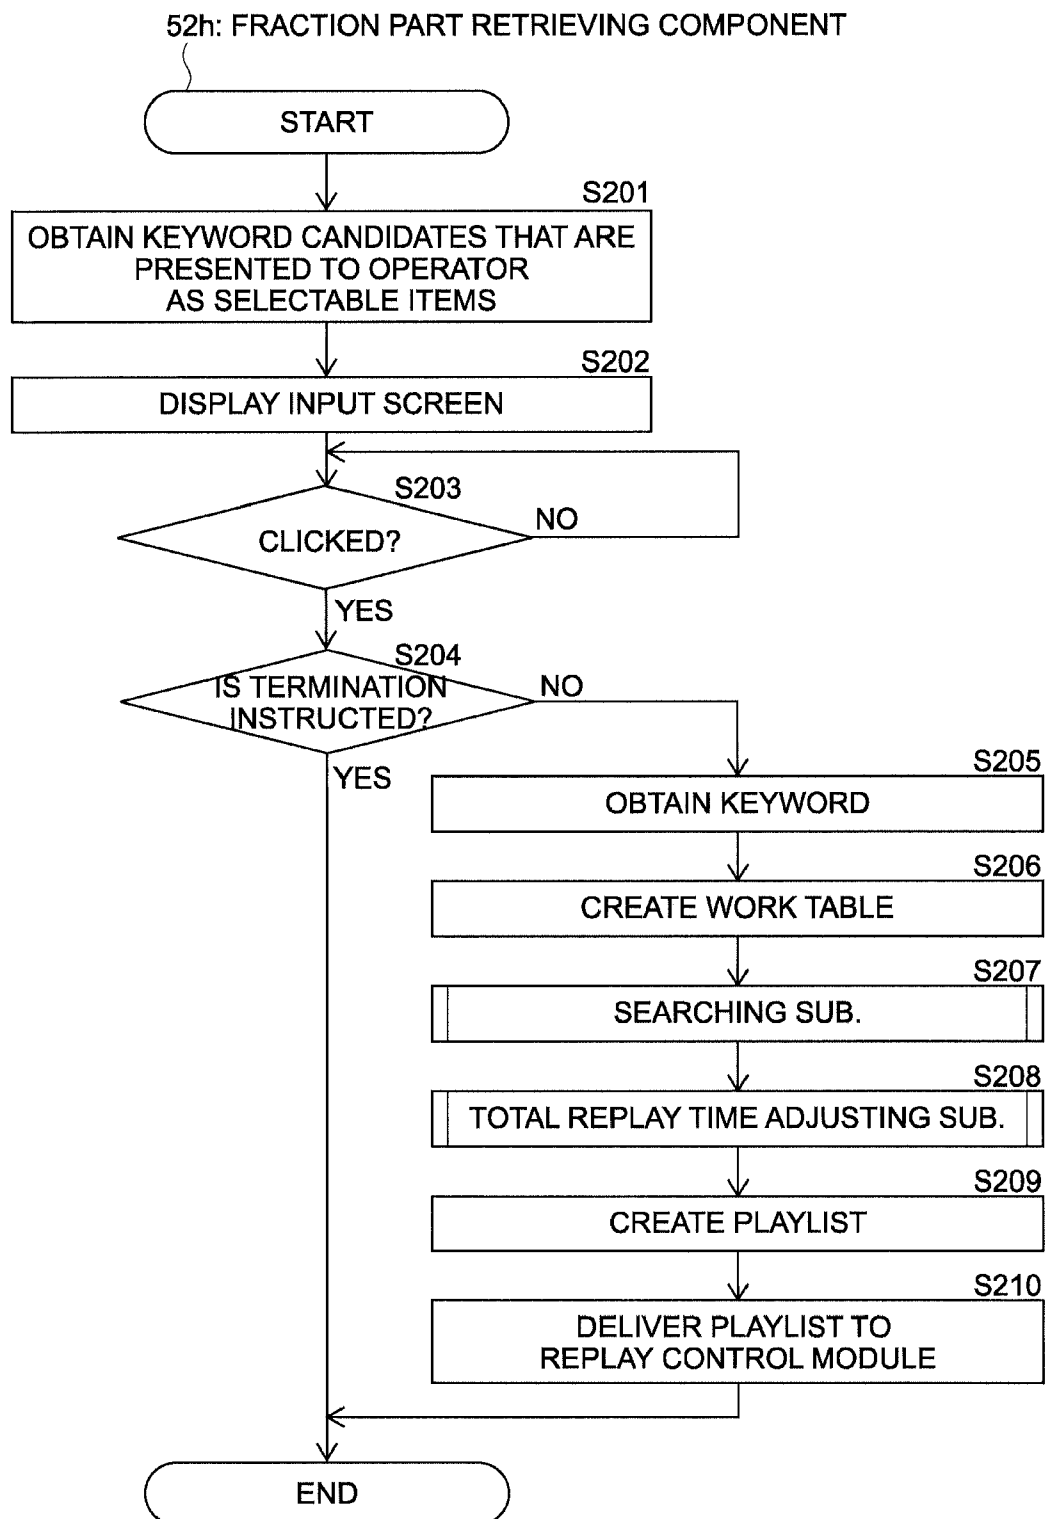 52h: FRACTION PART RETRIEVING COMPONENT
START
S201
OBTAIN KEYWORD CANDIDATES THAT ARE
PRESENTED TO OPERATOR
AS SELECTABLE ITEMS
S202
DISPLAY INPUT SCREEN
S203
CLICKED?
NO
YES
S204
IS TERMINATION
INSTRUCTED?
NO
YES
S205
OBTAIN KEYWORD
S206
CREATE WORK TABLE
S207
SEARCHING SUB.
S208
TOTAL REPLAY TIME ADJUSTING SUB.
S209
CREATE PLAYLIST
S210
DELIVER PLAYLIST TO
REPLAY CONTROL MODULE
END